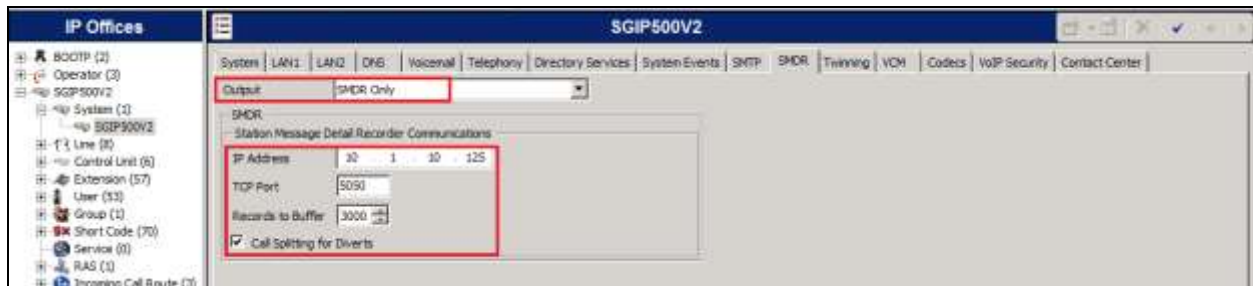 IP Offices
SGIP500V2
BOOTP (2)
Operator (3)
SGIP500V2
System (1)
SGIP500V2
Line (8)
Control Unit (6)
Extension (57)
User (53)
Group (1)
Short Code (70)
Service (0)
RAS (1)
Incoming Call Route (3)
System LAN1 LAN2 DNS Voicemail Telephony Directory Services System Events SMTP SMDR Twinning VCM Codecs VoIP Security Contact Center
Output SMDR Only
SMDR
Station Message Detail Recorder Communications
IP Address 10 . 1 . 10 . 125
TCP Port 5050
Records to Buffer 3000
Call Splitting for Diverts